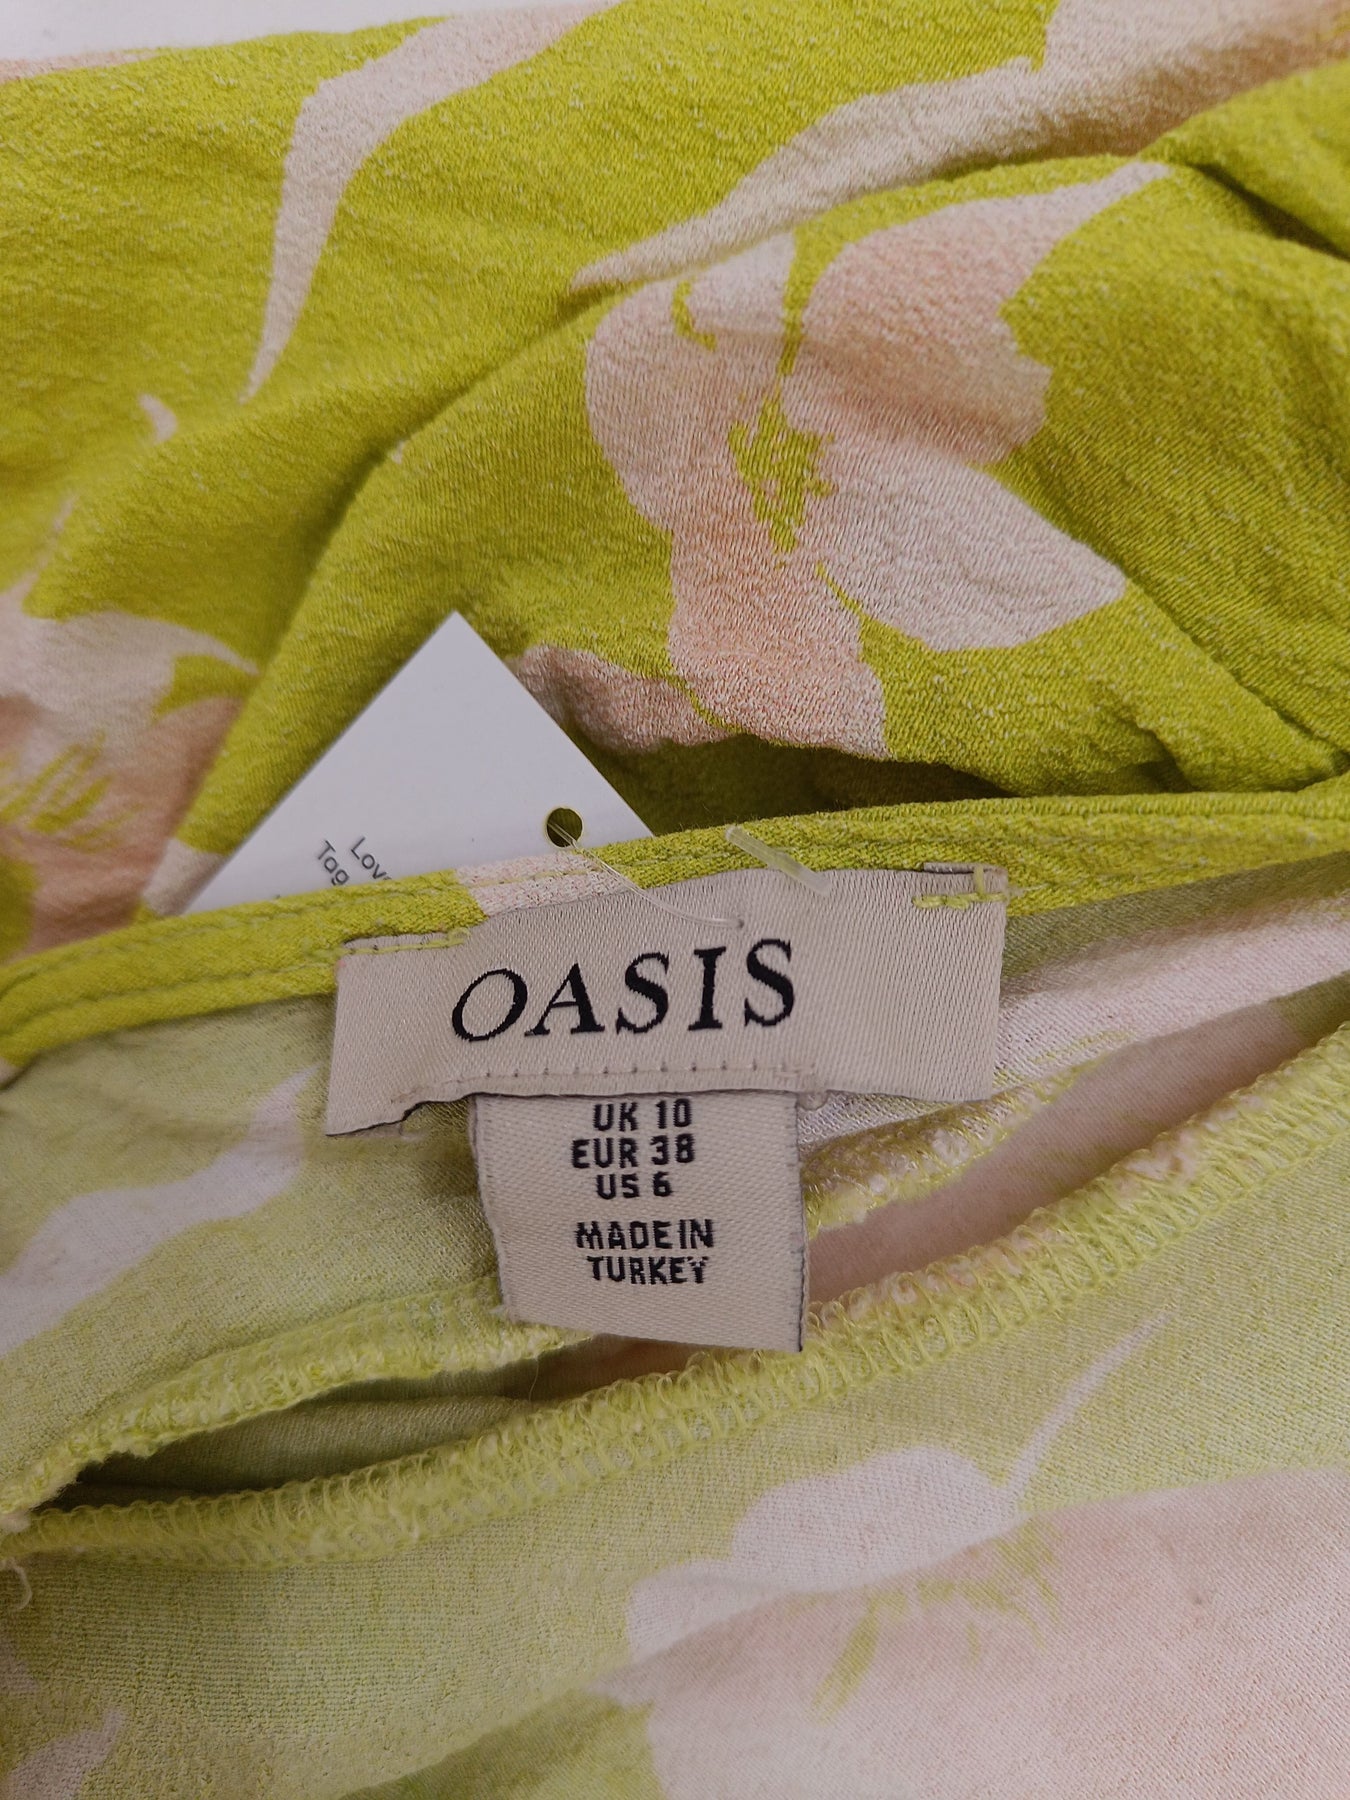 OASIS
UK 10
EUR 38
US 6
MADE IN
TURKEY